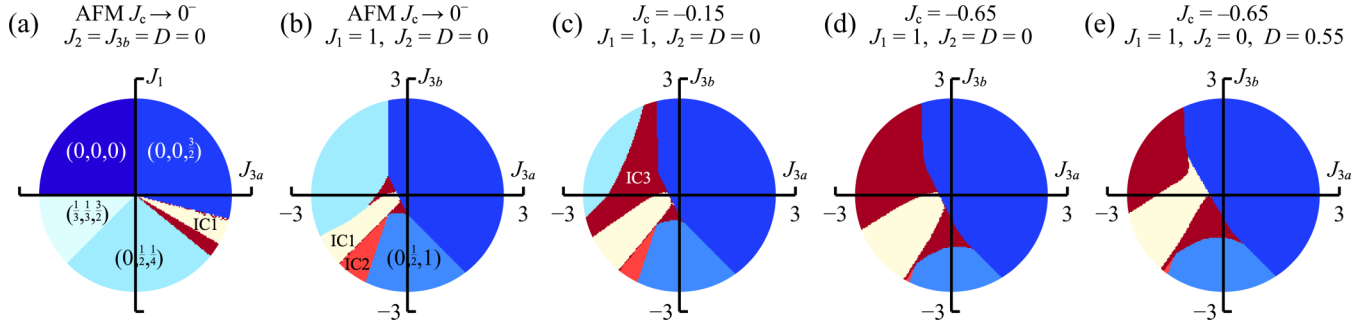 (a) AFM J_c → 0⁻
J_2 = J_3b = D = 0
J_1
J_3a
(0,0,0)
(0,0,3/2)
(1/3,1/3,3/2)
IC1
(0,1/2,1/4)
−3
3
(b) AFM J_c → 0⁻
J_1 = 1, J_2 = D = 0
3 J_3b
J_3a
−3
3
IC1
IC2
(0,1/2,1)
−3
(c) J_c = –0.15
J_1 = 1, J_2 = D = 0
3 J_3b
J_3a
IC3
−3
3
−3
(d) J_c = –0.65
J_1 = 1, J_2 = D = 0
3 J_3b
J_3a
−3
3
−3
(e) J_c = –0.65
J_1 = 1, J_2 = 0, D = 0.55
3 J_3b
J_3a
−3
3
−3